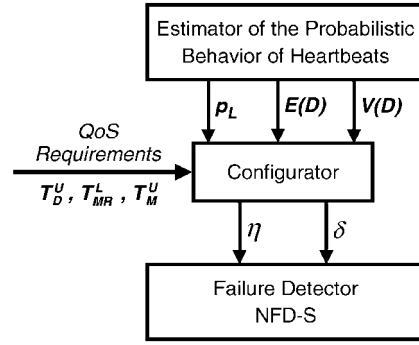 Estimator of the Probabilistic
Behavior of Heartbeats
p_L E(D) V(D)
QoS
Requirements
T_D^U , T_MR^L , T_M^U
Configurator
η δ
Failure Detector
NFD-S